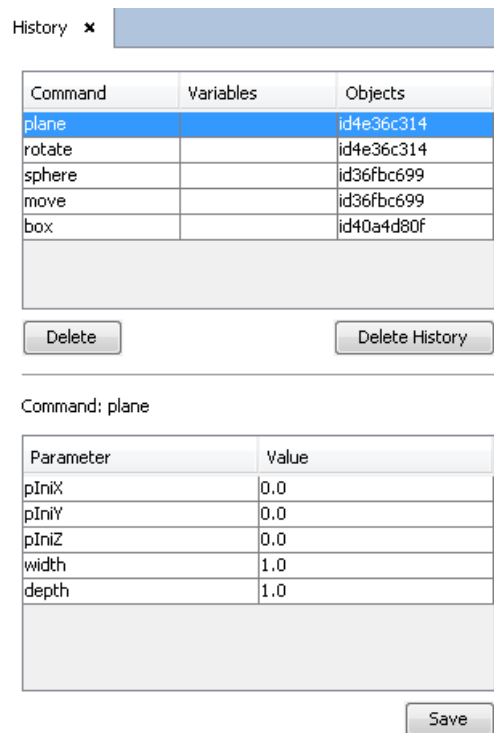 History ×
Command Variables Objects
plane id4e36c314
rotate id4e36c314
sphere id36fbc699
move id36fbc699
box id40a4d80f
Delete Delete History
Command: plane
Parameter Value
pIniX 0.0
pIniY 0.0
pIniZ 0.0
width 1.0
depth 1.0
Save